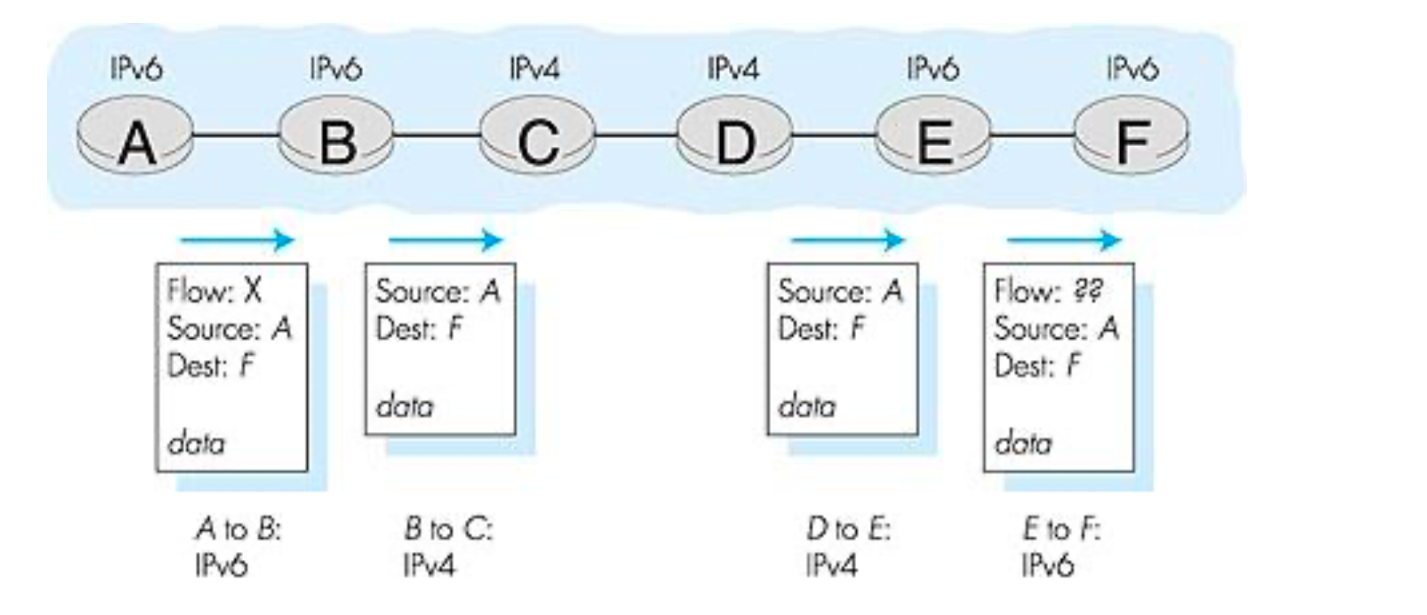 IPv6 IPv6 IPv4 IPv4 IPv6 IPv6
A B C D E F
Flow: X
Source: A
Dest: F
data
Source: A
Dest: F
data
Source: A
Dest: F
data
Flow: ??
Source: A
Dest: F
data
A to B:
IPv6
B to C:
IPv4
D to E:
IPv4
E to F:
IPv6